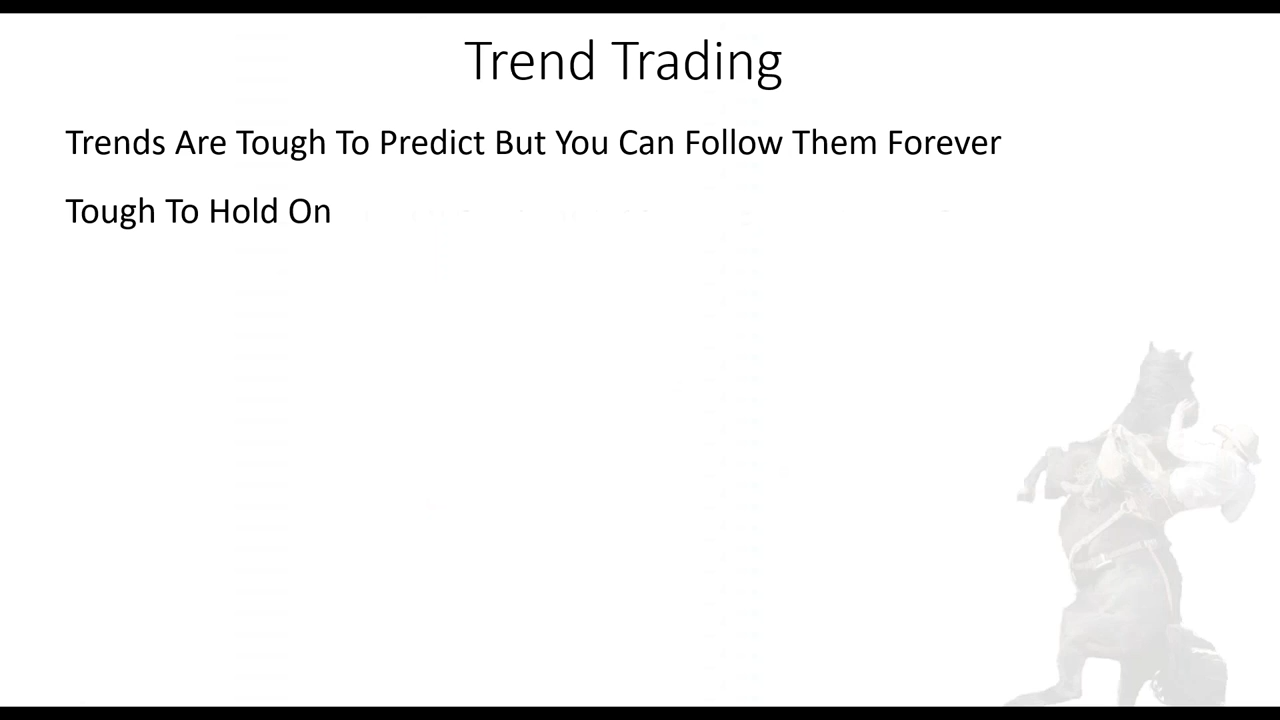 Trend Trading
Trends Are Tough To Predict But You Can Follow Them Forever
Tough To Hold On